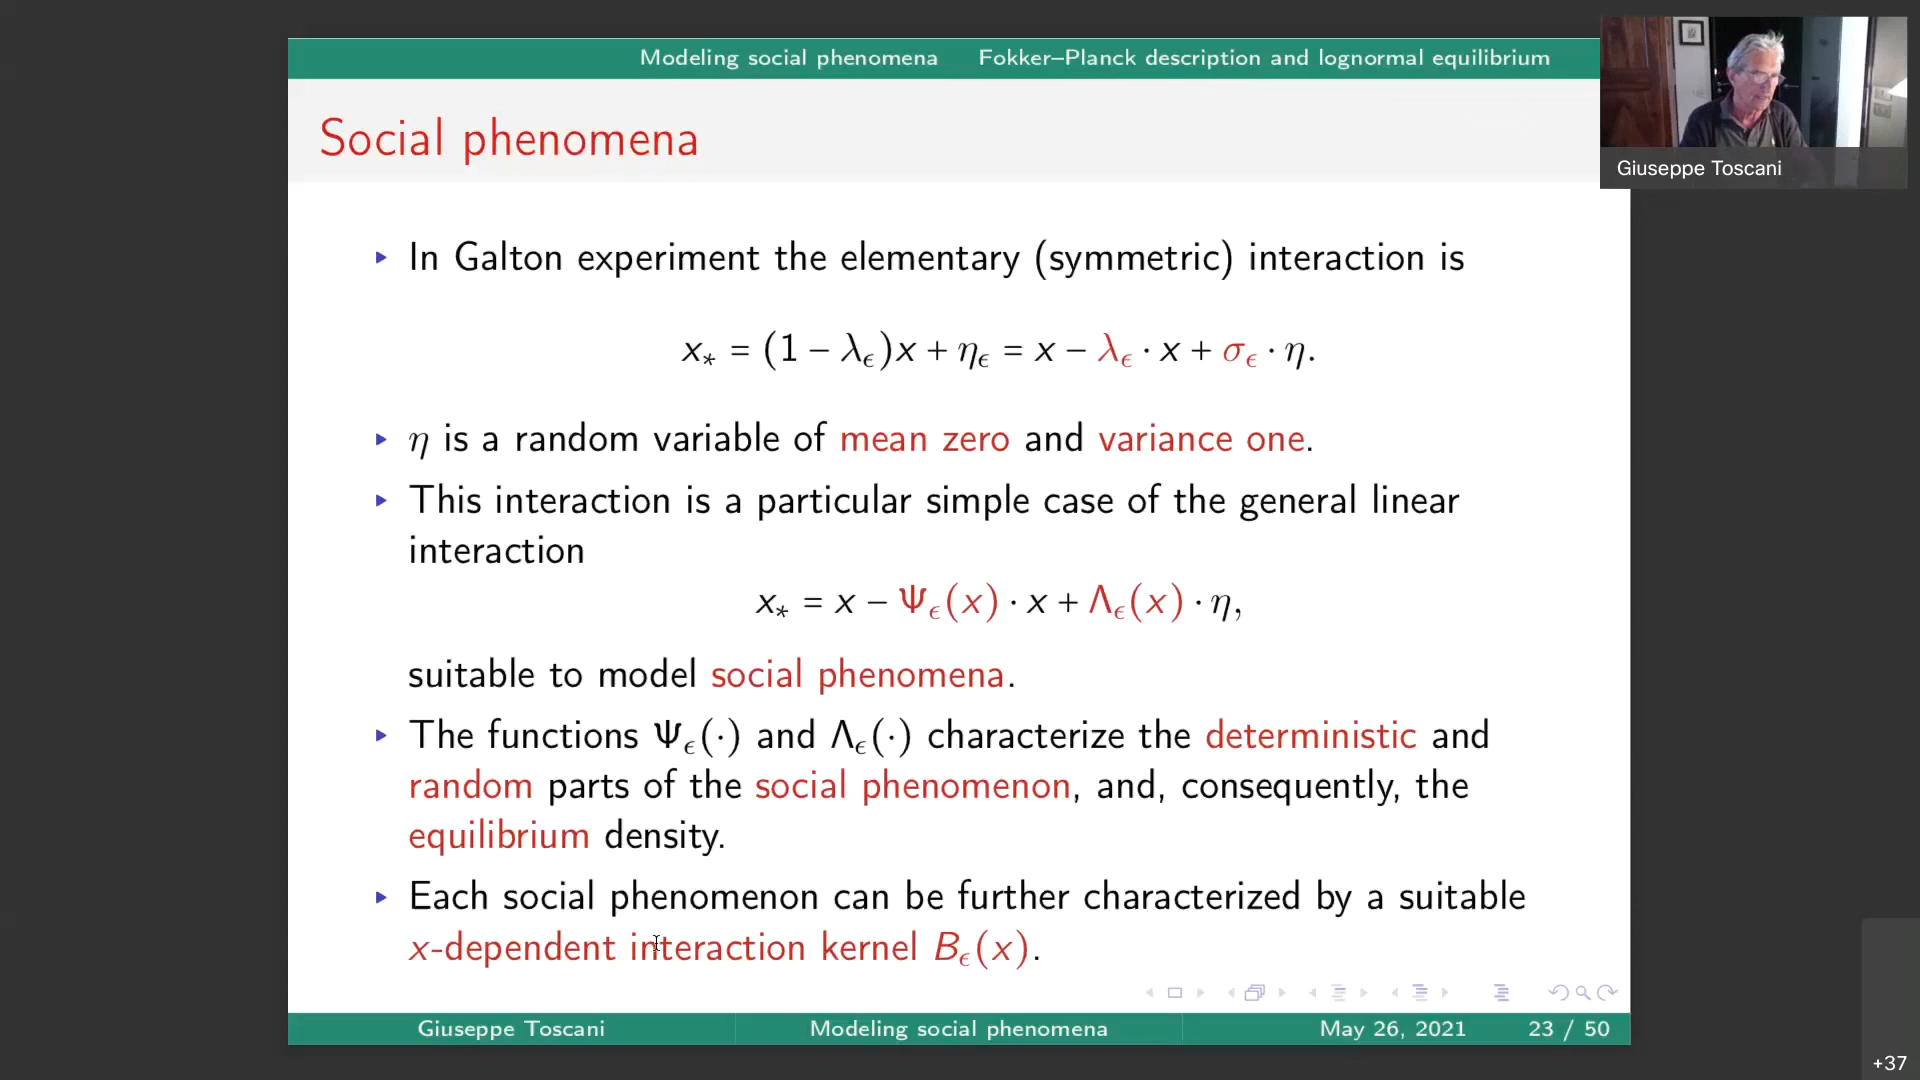 Modeling social phenomena Fokker–Planck description and lognormal equilibrium
Social phenomena
Giuseppe Toscani
▸ In Galton experiment the elementary (symmetric) interaction is
x∗ = (1 − λϵ)x + ηϵ = x − λϵ · x + σϵ · η.
▸ η is a random variable of mean zero and variance one.
▸ This interaction is a particular simple case of the general linear
interaction
x∗ = x − Ψϵ(x) · x + Λϵ(x) · η,
suitable to model social phenomena.
▸ The functions Ψϵ(·) and Λϵ(·) characterize the deterministic and
random parts of the social phenomenon, and, consequently, the
equilibrium density.
▸ Each social phenomenon can be further characterized by a suitable
x-dependent interaction kernel Bϵ(x).
Giuseppe Toscani Modeling social phenomena May 26, 2021 23 / 50
+37